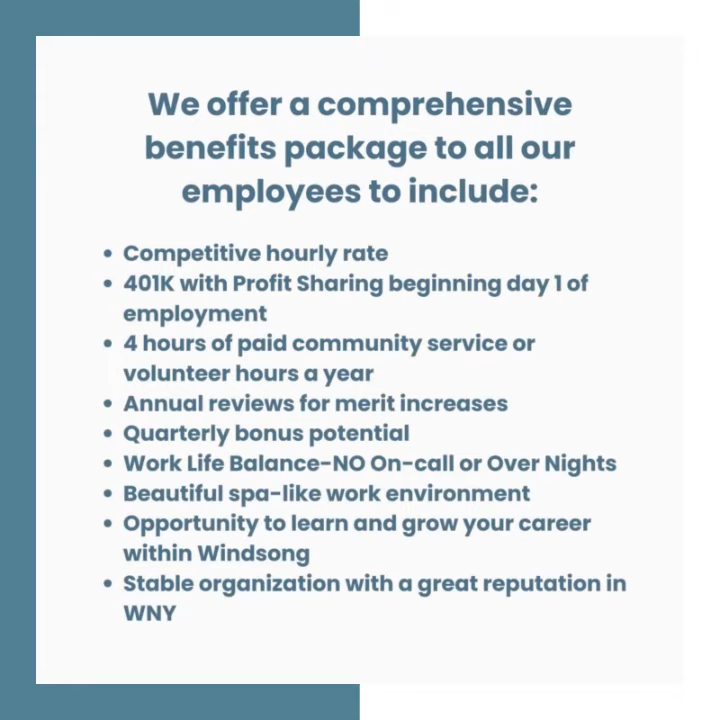 We offer a comprehensive
benefits package to all our
employees to include:
• Competitive hourly rate
• 401K with Profit Sharing beginning day 1 of
employment
• 4 hours of paid community service or
volunteer hours a year
• Annual reviews for merit increases
• Quarterly bonus potential
• Work Life Balance-NO On-call or Over Nights
• Beautiful spa-like work environment
• Opportunity to learn and grow your career
within Windsong
• Stable organization with a great reputation in
WNY